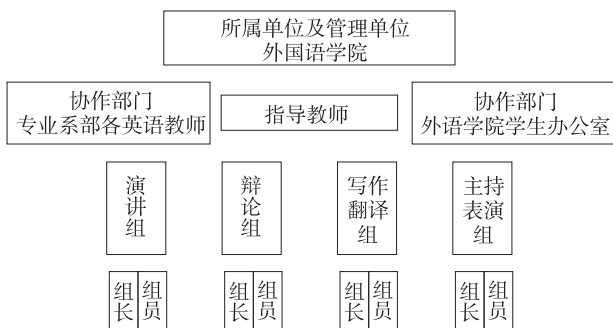 所属单位及管理单位
外国语学院
协作部门
专业系部各英语教师
指导教师
协作部门
外语学院学生办公室
演讲组
辩论组
写作翻译组
主持表演组
组长
组员
组长
组员
组长
组员
组长
组员